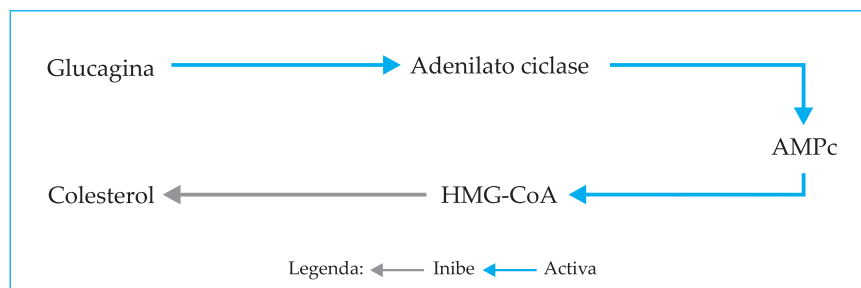 Glucagina Adenilato ciclase
AMPc
Colesterol HMG-CoA
Legenda: Inibe Activa